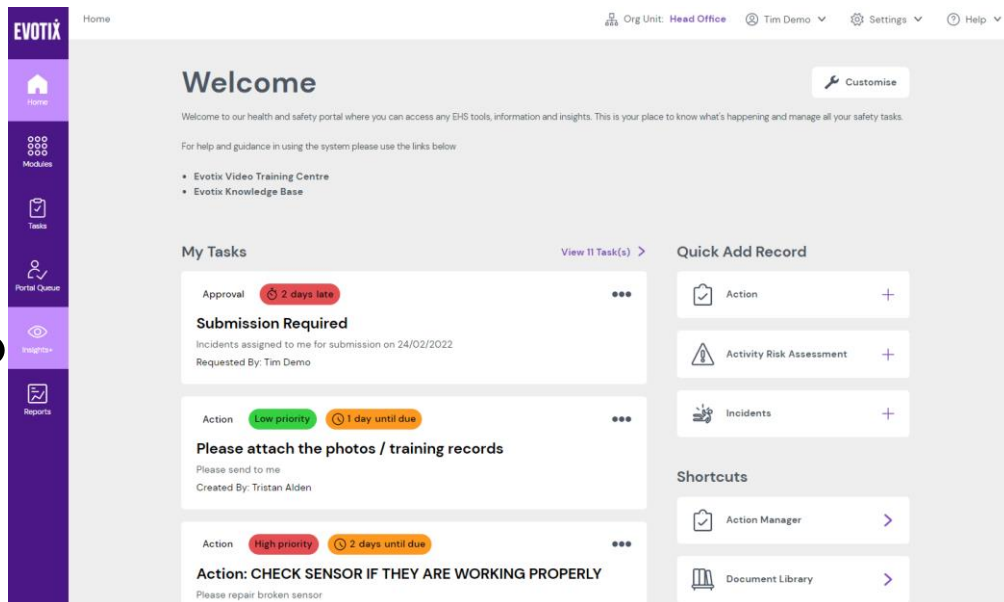 EVOTIX
Home
Org Unit: Head Office
Tim Demo
Settings
Help
Home
Modules
Tasks
Portal Queue
Insights+
Reports
Welcome
Customise
Welcome to our health and safety portal where you can access any EHS tools, information and insights. This is your place to know what's happening and manage all your safety tasks.
For help and guidance in using the system please use the links below
• Evotix Video Training Centre
• Evotix Knowledge Base
My Tasks
View 11 Task(s)
Approval
2 days late
Submission Required
Incidents assigned to me for submission on 24/02/2022
Requested By: Tim Demo
Action
Low priority
1 day until due
Please attach the photos / training records
Please send to me
Created By: Tristan Alden
Action
High priority
2 days until due
Action: CHECK SENSOR IF THEY ARE WORKING PROPERLY
Please repair broken sensor
Quick Add Record
Action
Activity Risk Assessment
Incidents
Shortcuts
Action Manager
Document Library